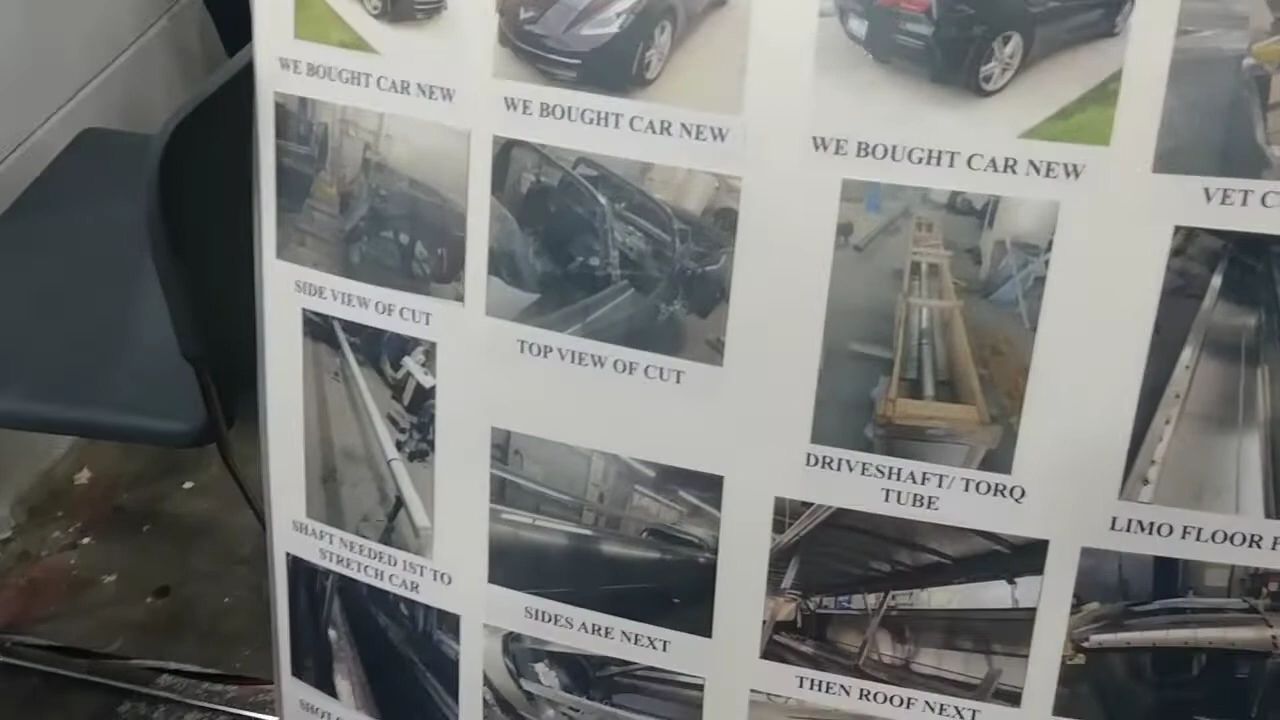 WE BOUGHT CAR NEW
WE BOUGHT CAR NEW
WE BOUGHT CAR NEW
VET C
SIDE VIEW OF CUT
TOP VIEW OF CUT
DRIVESHAFT/ TORQ
TUBE
LIMO FLOOR
SHAFT NEEDED 1ST TO
STRETCH CAR
SIDES ARE NEXT
THEN ROOF NEXT